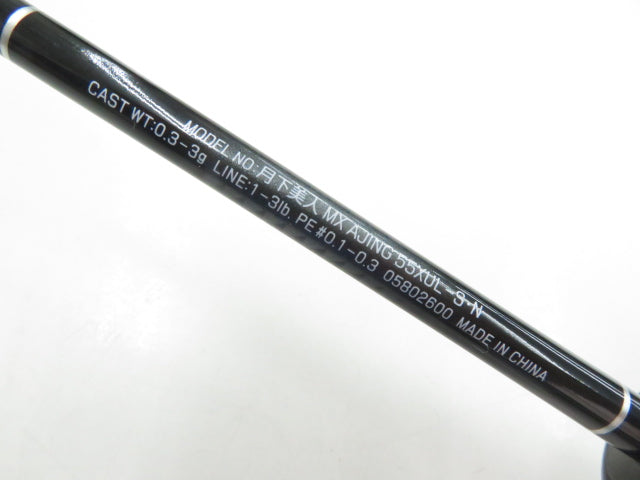 MODEL NO:月下美人 MX AJING 55XUL-S・N
CAST WT:0.3-3g LINE:1-3lb. PE#0.1-0.3 05802600 MADE IN CHINA